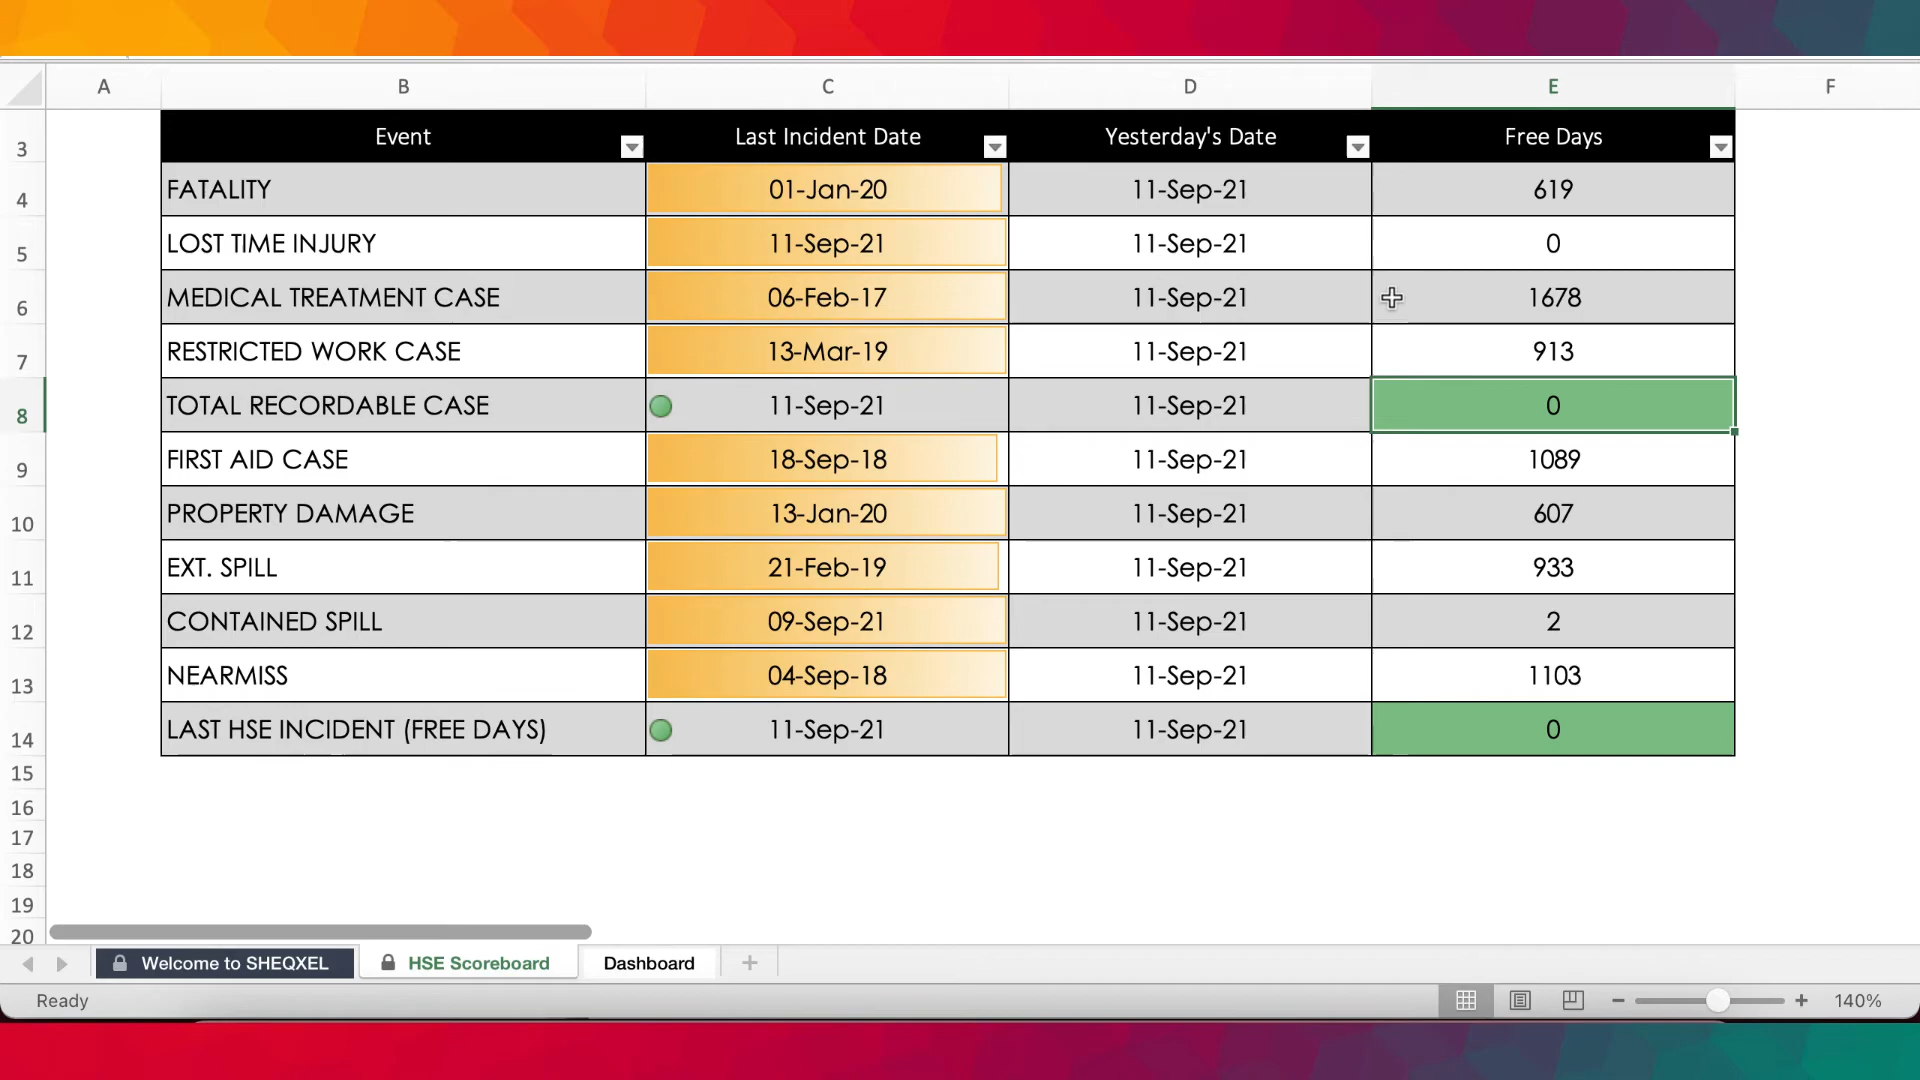 A B C D E F
3 Event Last Incident Date Yesterday's Date Free Days
4 FATALITY 01-Jan-20 11-Sep-21 619
5 LOST TIME INJURY 11-Sep-21 11-Sep-21 0
6 MEDICAL TREATMENT CASE 06-Feb-17 11-Sep-21 1678
7 RESTRICTED WORK CASE 13-Mar-19 11-Sep-21 913
8 TOTAL RECORDABLE CASE 11-Sep-21 11-Sep-21 0
9 FIRST AID CASE 18-Sep-18 11-Sep-21 1089
10 PROPERTY DAMAGE 13-Jan-20 11-Sep-21 607
11 EXT. SPILL 21-Feb-19 11-Sep-21 933
12 CONTAINED SPILL 09-Sep-21 11-Sep-21 2
13 NEARMISS 04-Sep-18 11-Sep-21 1103
14 LAST HSE INCIDENT (FREE DAYS) 11-Sep-21 11-Sep-21 0
15
16
17
18
19
20
Welcome to SHEQXEL HSE Scoreboard Dashboard
Ready 140%